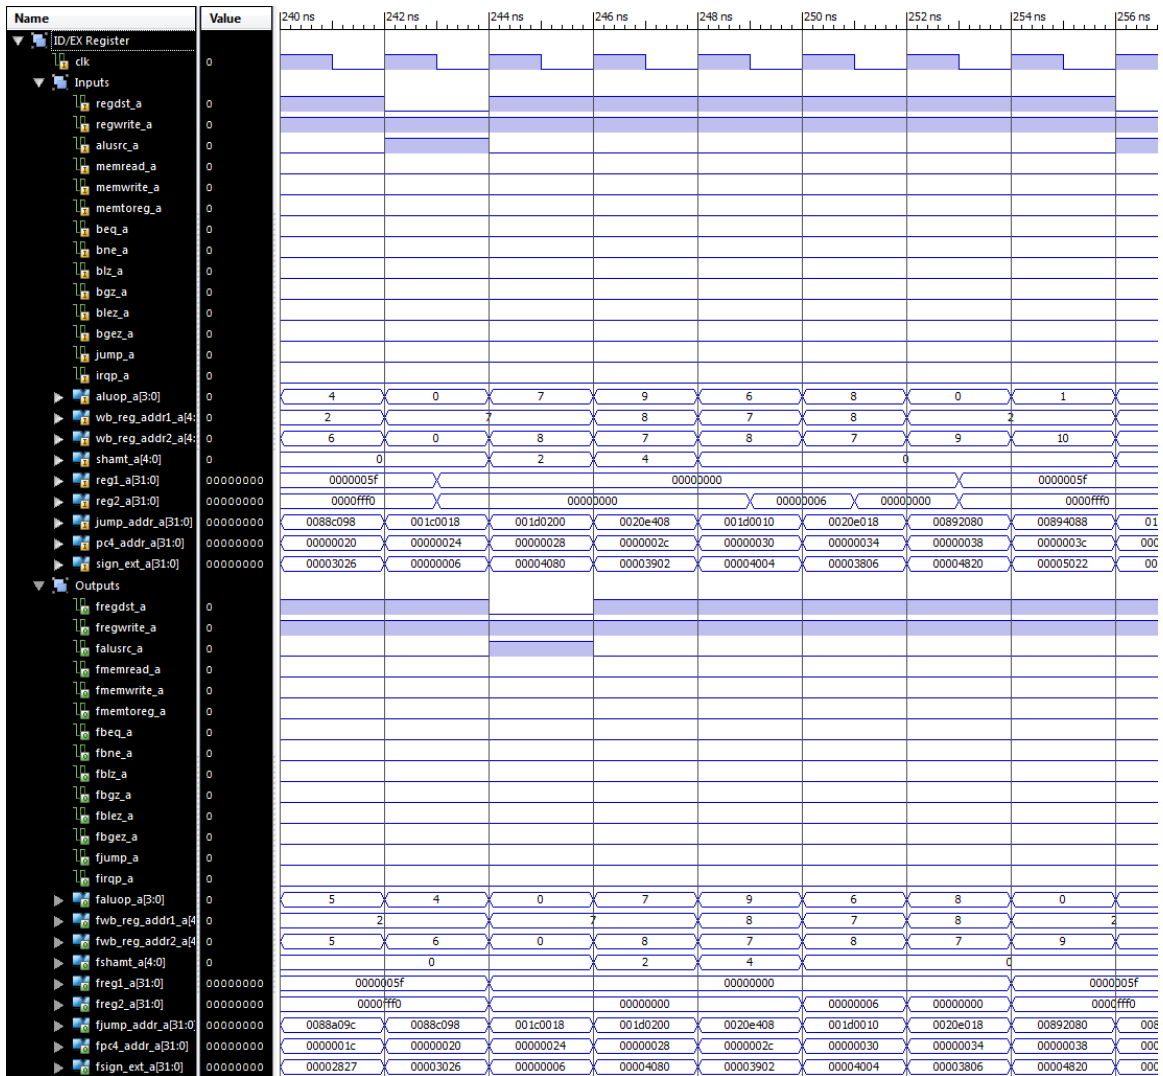 Name Value 240 ns 242 ns 244 ns 246 ns 248 ns 250 ns 252 ns 254 ns 256 ns
ID/EX Register
clk 0
Inputs
regdst_a 0
regwrite_a 0
alusrc_a 0
memread_a 0
memwrite_a 0
memtoreg_a 0
beq_a 0
bne_a 0
blz_a 0
bgz_a 0
blez_a 0
bgez_a 0
jump_a 0
irqp_a 0
aluop_a[3:0] 0 4 0 7 9 6 8 0 1
wb_reg_addr1_a[4: 0 2 7 8 7 8 2
wb_reg_addr2_a[4: 0 6 0 8 7 8 7 9 10
shamt_a[4:0] 0 0 2 4 0
reg1_a[31:0] 00000000 0000005f 00000000 0000005f
reg2_a[31:0] 00000000 0000fff0 00000000 00000006 00000000 0000fff0
jump_addr_a[31:0] 00000000 0088c098 001c0018 001d0200 0020e408 001d0010 0020e018 00892080 00894088 01
pc4_addr_a[31:0] 00000000 00000020 00000024 00000028 0000002c 00000030 00000034 00000038 0000003c 000
sign_ext_a[31:0] 00000000 00003026 00000006 00004080 00003902 00004004 00003806 00004820 00005022 00
Outputs
fregdst_a 0
fregwrite_a 0
falusrc_a 0
fmemread_a 0
fmemwrite_a 0
fmemtoreg_a 0
fbeq_a 0
fbne_a 0
fblz_a 0
fbgz_a 0
fblez_a 0
fbgez_a 0
fjump_a 0
firqp_a 0
faluop_a[3:0] 0 5 4 0 7 9 6 8 0
fwb_reg_addr1_a[4 0 2 7 8 7 8 2
fwb_reg_addr2_a[4 0 5 6 0 8 7 8 7 9
fshamt_a[4:0] 0 0 2 4 0
freg1_a[31:0] 00000000 0000005f 00000000 0000005f
freg2_a[31:0] 00000000 0000fff0 00000000 00000006 00000000 0000fff0
fjump_addr_a[31:0] 00000000 0088a09c 0088c098 001c0018 001d0200 0020e408 001d0010 0020e018 00892080 008
fpc4_addr_a[31:0] 00000000 0000001c 00000020 00000024 00000028 0000002c 00000030 00000034 00000038 000
fsign_ext_a[31:0] 00000000 00002827 00003026 00000006 00004080 00003902 00004004 00003806 00004820 000